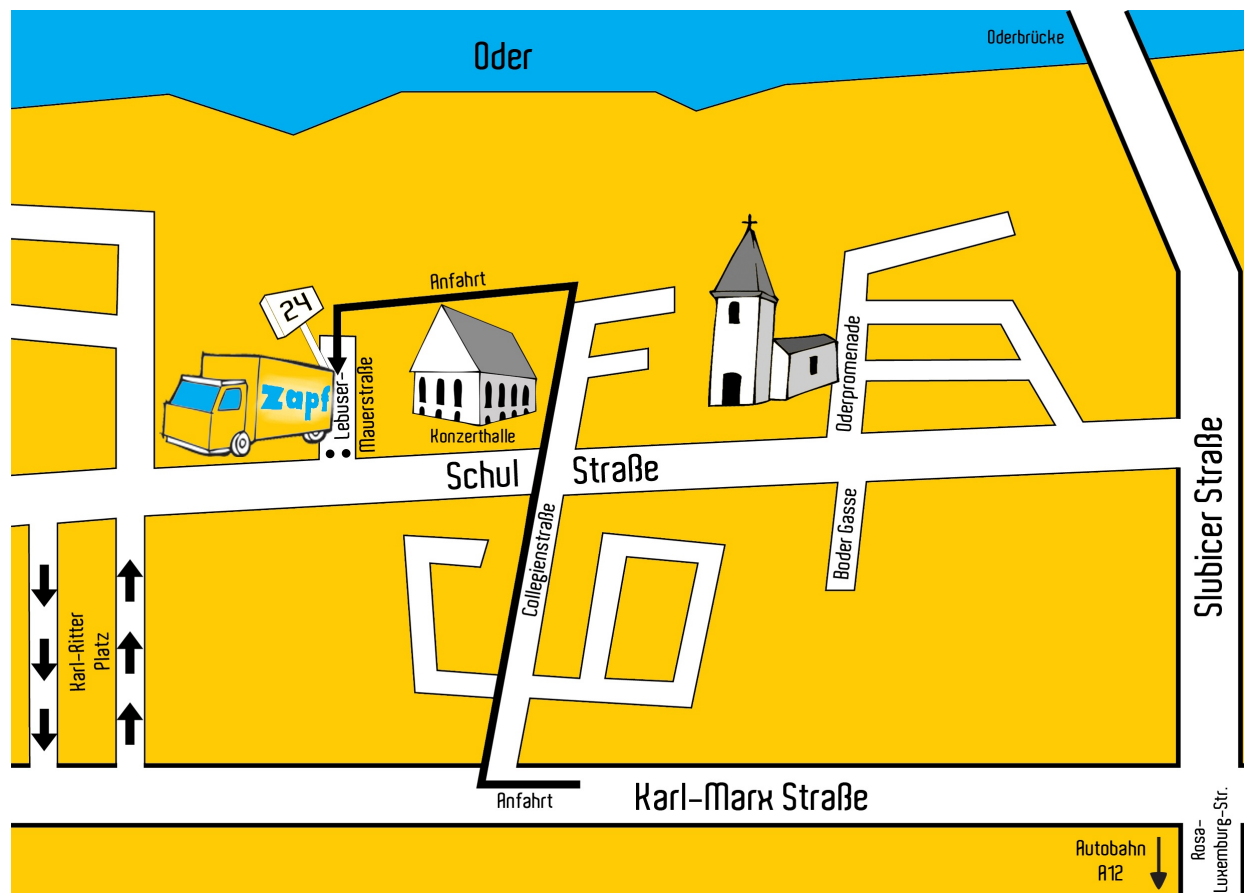 Oder
Oderbrücke
Anfahrt
24
Zapf
Lebuser-
Mauerstraße
Konzerthalle
Oderpromenade
Schul Straße
Slubicer Straße
Collegienstraße
Boder Gasse
Karl-Ritter
Platz
Anfahrt
Karl-Marx Straße
Autobahn
A12
Rosa-
Luxemburg-Str.